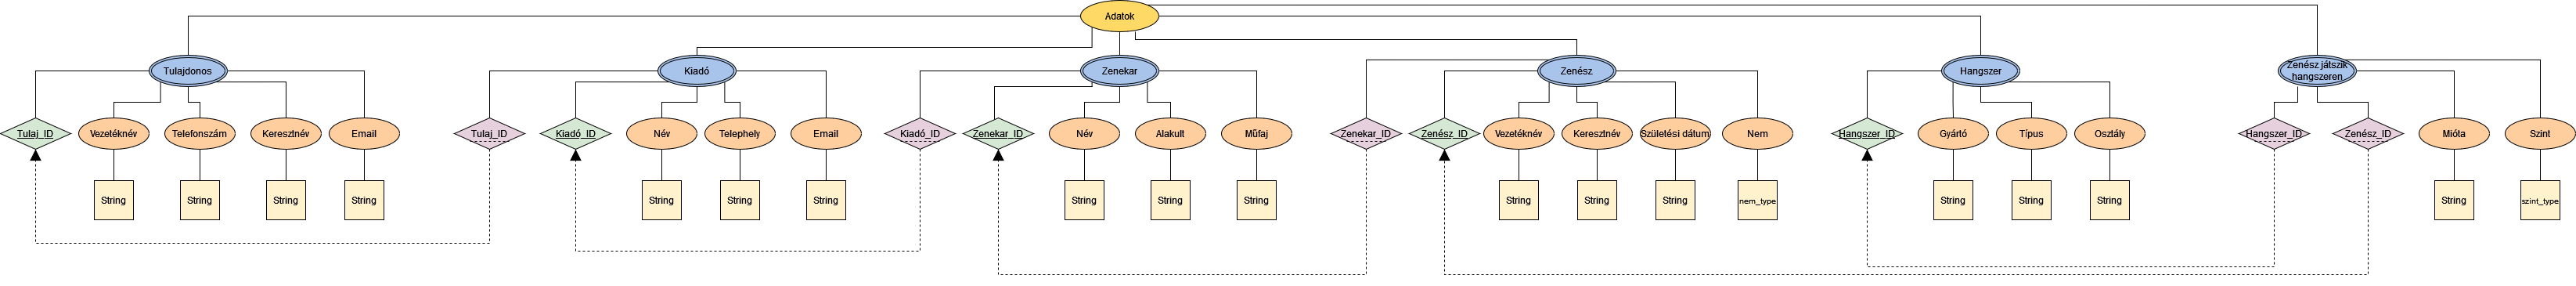 Adatok
Tulajdonos
Kiadó
Zenekar
Zenész
Hangszer
Zenész játszik
hangszeren
Tulaj_ID
Vezetéknév
Telefonszám
Keresztnév
Email
Tulaj_ID
Kiadó_ID
Név
Telephely
Email
Kiadó_ID
Zenekar_ID
Név
Alakult
Műfaj
Zenekar_ID
Zenész_ID
Vezetéknév
Keresztnév
Születési dátum
Nem
Hangszer_ID
Gyártó
Típus
Osztály
Hangszer_ID
Zenész_ID
Mióta
Szint
String
String
String
String
String
String
String
String
String
String
String
String
String
nem_type
String
String
String
String
szint_type